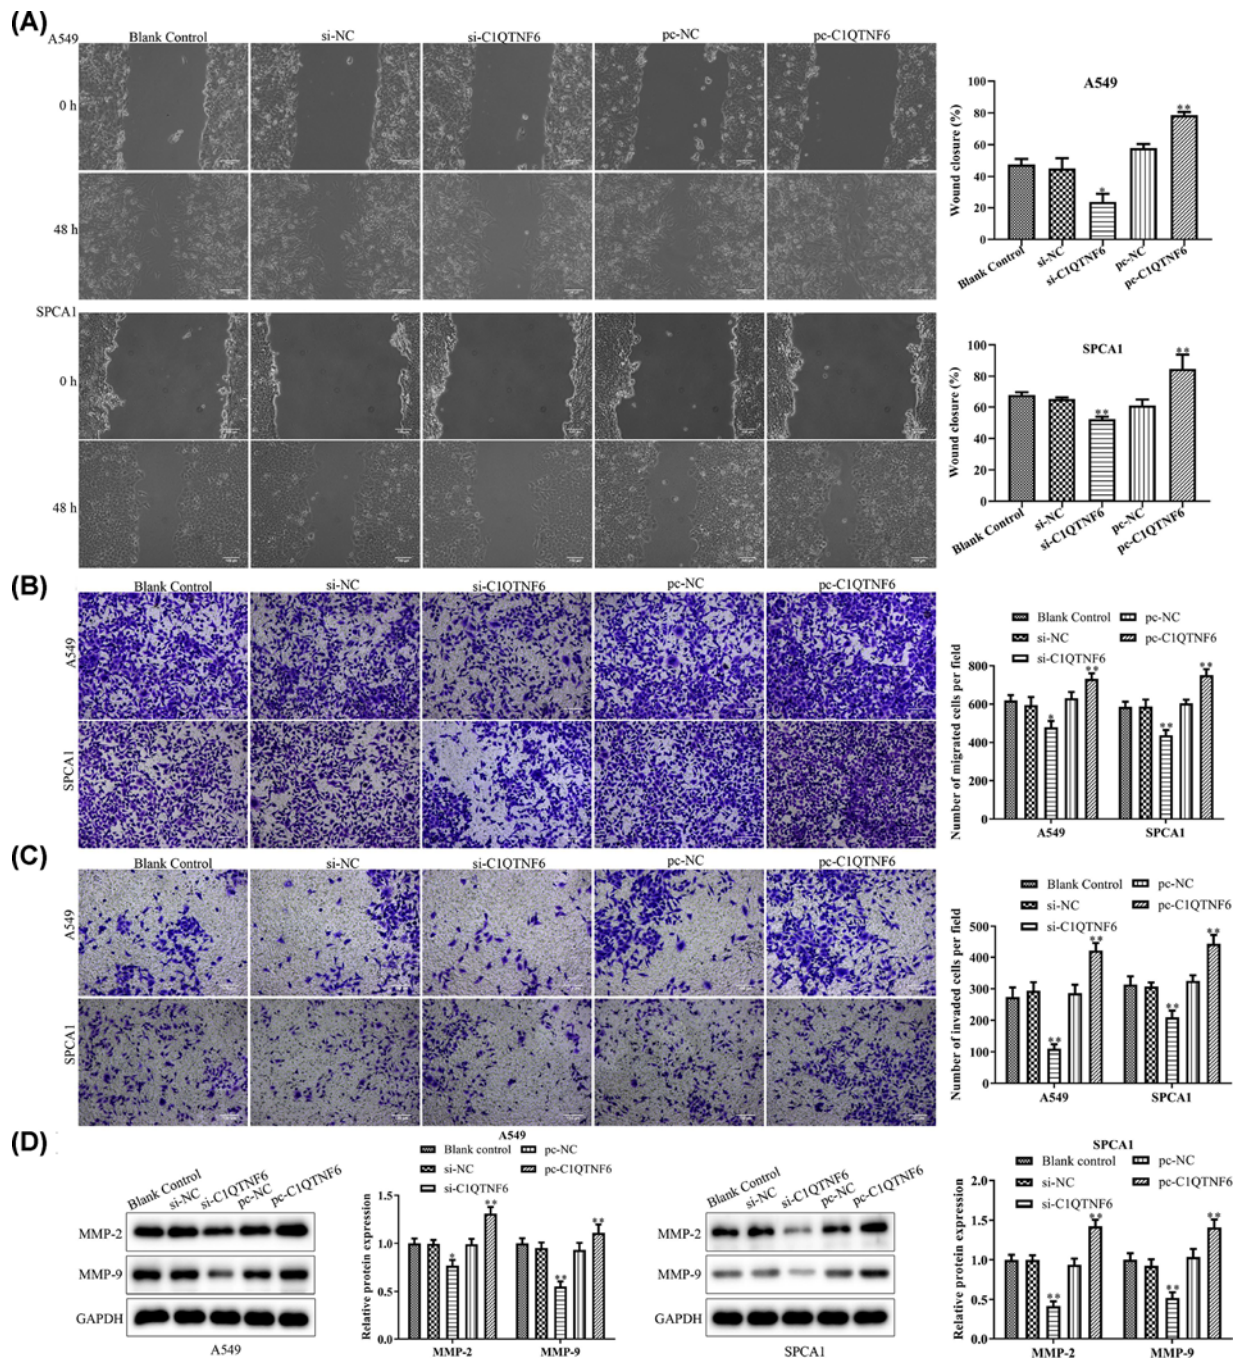 (A)
A549
Blank Control
si-NC
si-C1QTNF6
pc-NC
pc-C1QTNF6
0 h
48 h
SPCA1
0 h
48 h
A549
Wound closure (%)
100
80
60
40
20
0
*
**
Blank Control
si-NC
si-C1QTNF6
pc-NC
pc-C1QTNF6
SPCA1
Wound closure (%)
100
80
60
40
20
0
**
**
Blank Control
si-NC
si-C1QTNF6
pc-NC
pc-C1QTNF6
(B)
Blank Control
si-NC
si-C1QTNF6
pc-NC
pc-C1QTNF6
A549
SPCA1
Blank Control
pc-NC
si-NC
pc-C1QTNF6
si-C1QTNF6
Number of migrated cells per field
800
600
400
200
0
*
**
**
**
A549
SPCA1
(C)
Blank Control
si-NC
si-C1QTNF6
pc-NC
pc-C1QTNF6
A549
SPCA1
Blank Control
pc-NC
si-NC
pc-C1QTNF6
si-C1QTNF6
Number of invaded cells per field
500
400
300
200
100
0
**
**
**
**
A549
SPCA1
(D)
Blank Control
si-NC
si-C1QTNF6
pc-NC
pc-C1QTNF6
MMP-2
MMP-9
GAPDH
A549
A549
Blank control
pc-NC
si-NC
pc-C1QTNF6
si-C1QTNF6
Relative protein expression
1.5
1.0
0.5
0.0
*
**
**
**
MMP-2
MMP-9
Blank Control
si-NC
si-C1QTNF6
pc-NC
pc-C1QTNF6
MMP-2
MMP-9
GAPDH
SPCA1
SPCA1
Blank control
pc-NC
si-NC
pc-C1QTNF6
si-C1QTNF6
Relative protein expression
2.0
1.5
1.0
0.5
0.0
**
**
**
**
MMP-2
MMP-9